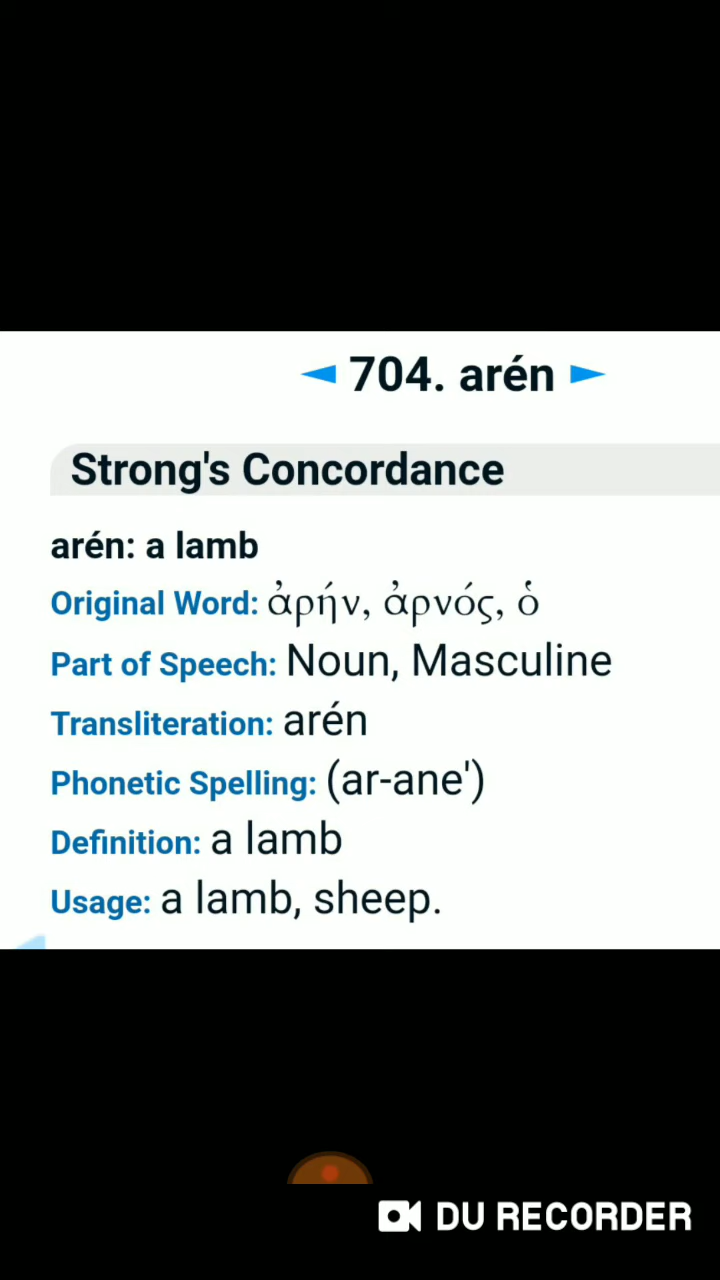 704. arén
Strong's Concordance
arén: a lamb
Original Word: ἀρήν, ἀρνός, ὁ
Part of Speech: Noun, Masculine
Transliteration: arén
Phonetic Spelling: (ar-ane')
Definition: a lamb
Usage: a lamb, sheep.
DU RECORDER